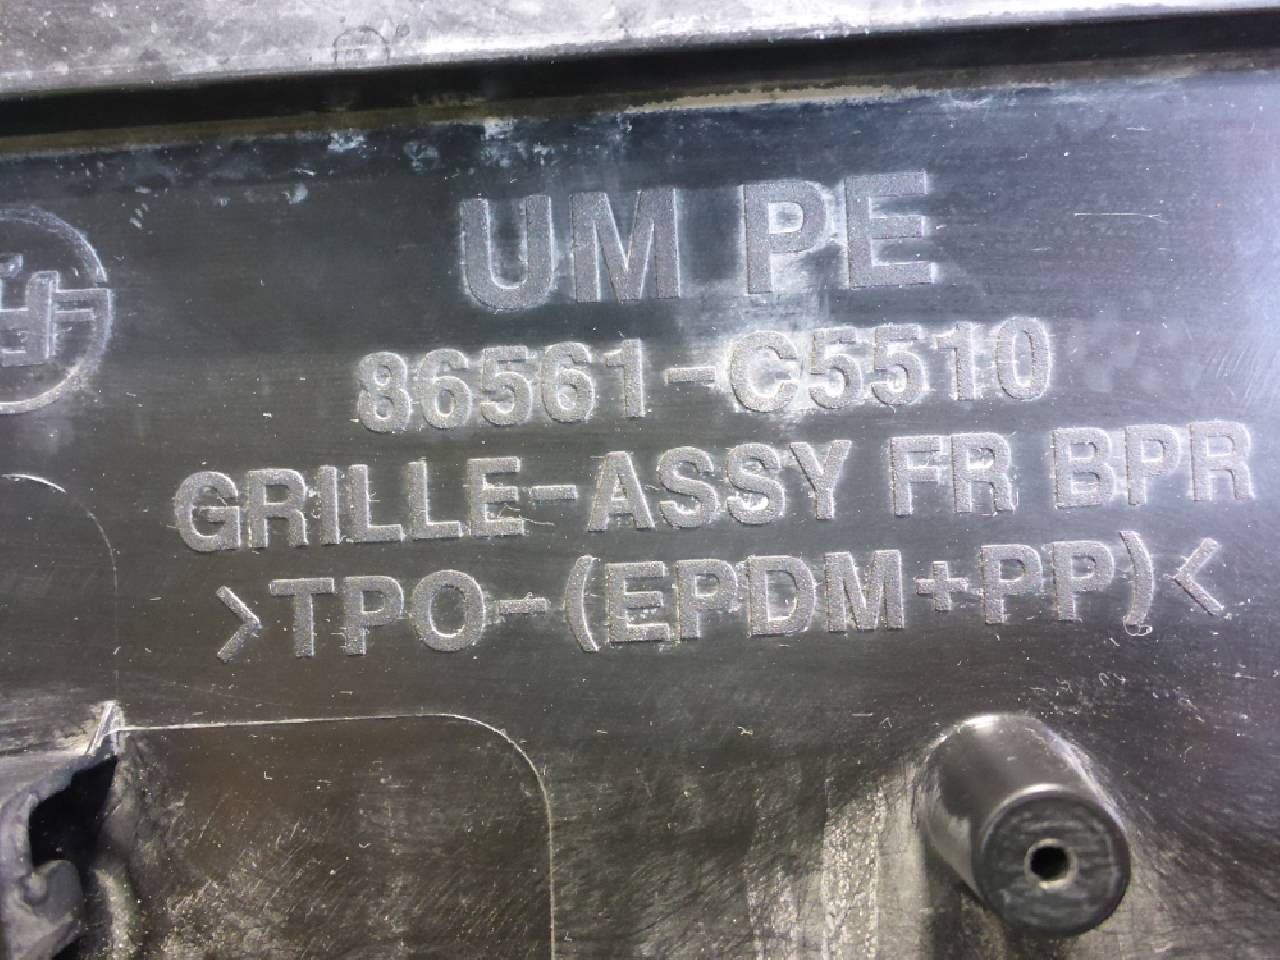 UM PE
86561-C5510
GRILLE-ASSY FR BPR
>TPO-(EPDM+PP)<